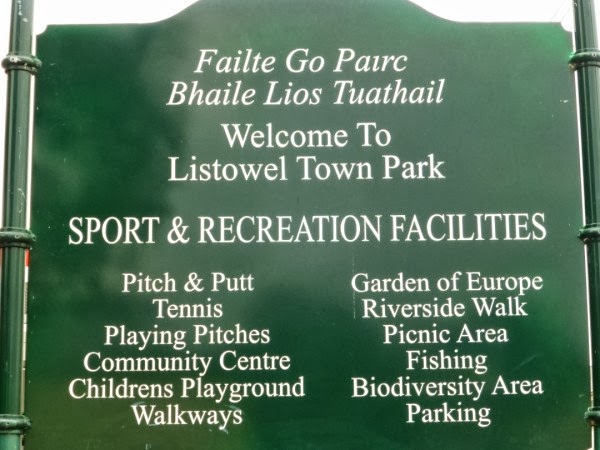 Failte Go Pairc
Bhaile Lios Tuathail
Welcome To
Listowel Town Park
SPORT & RECREATION FACILITIES
Pitch & Putt
Tennis
Playing Pitches
Community Centre
Childrens Playground
Walkways
Garden of Europe
Riverside Walk
Picnic Area
Fishing
Biodiversity Area
Parking